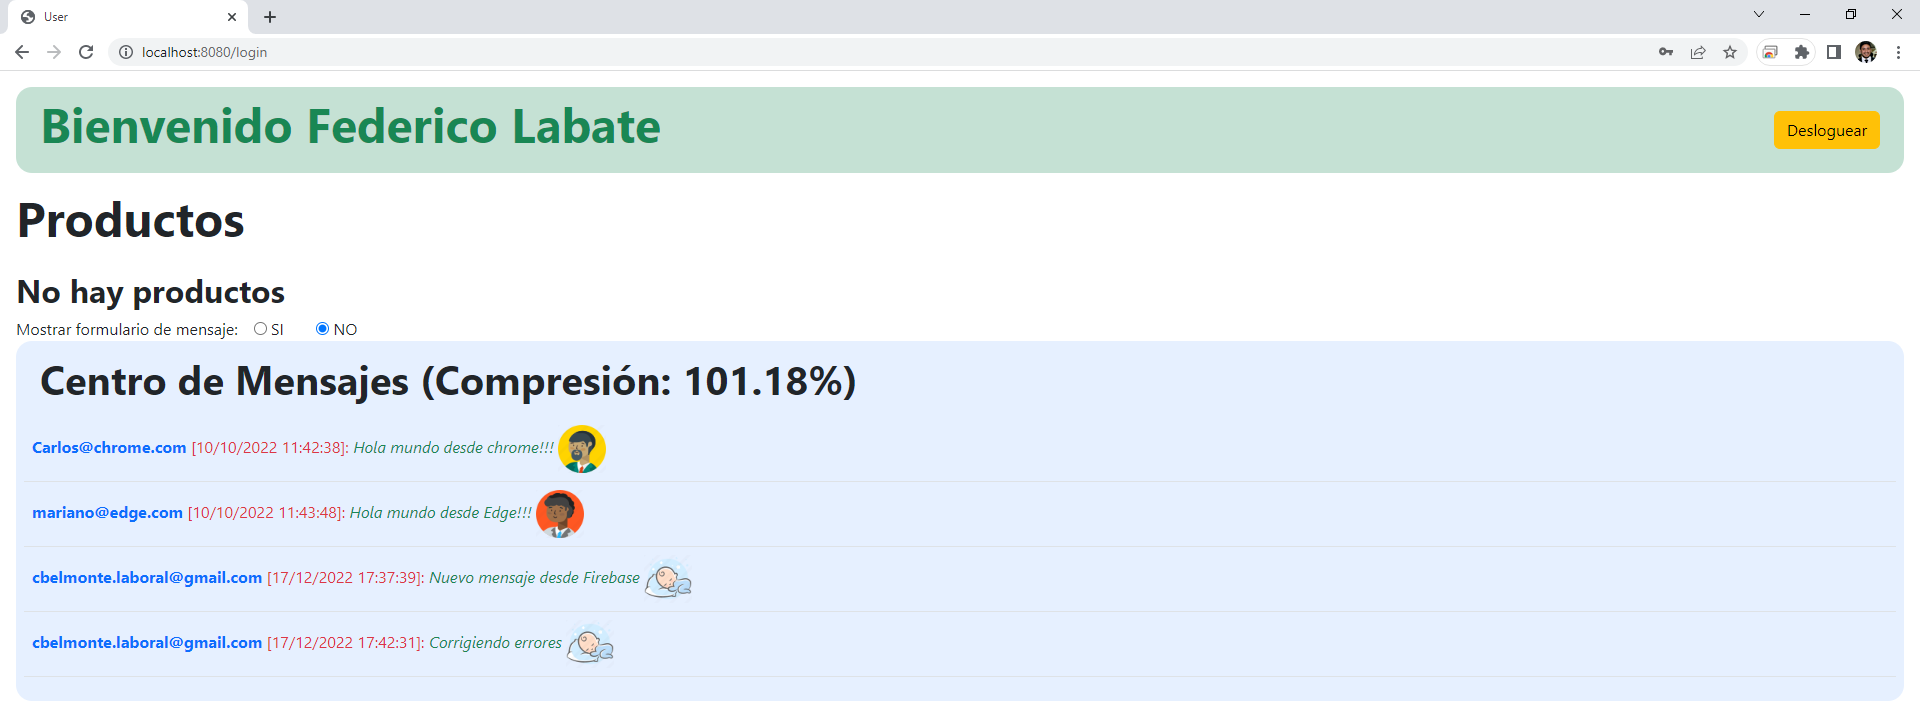 User
localhost:8080/login
Bienvenido Federico Labate
Desloguear
Productos
No hay productos
Mostrar formulario de mensaje: SI NO
Centro de Mensajes (Compresión: 101.18%)
Carlos@chrome.com [10/10/2022 11:42:38]: Hola mundo desde chrome!!!
mariano@edge.com [10/10/2022 11:43:48]: Hola mundo desde Edge!!!
cbelmonte.laboral@gmail.com [17/12/2022 17:37:39]: Nuevo mensaje desde Firebase
cbelmonte.laboral@gmail.com [17/12/2022 17:42:31]: Corrigiendo errores